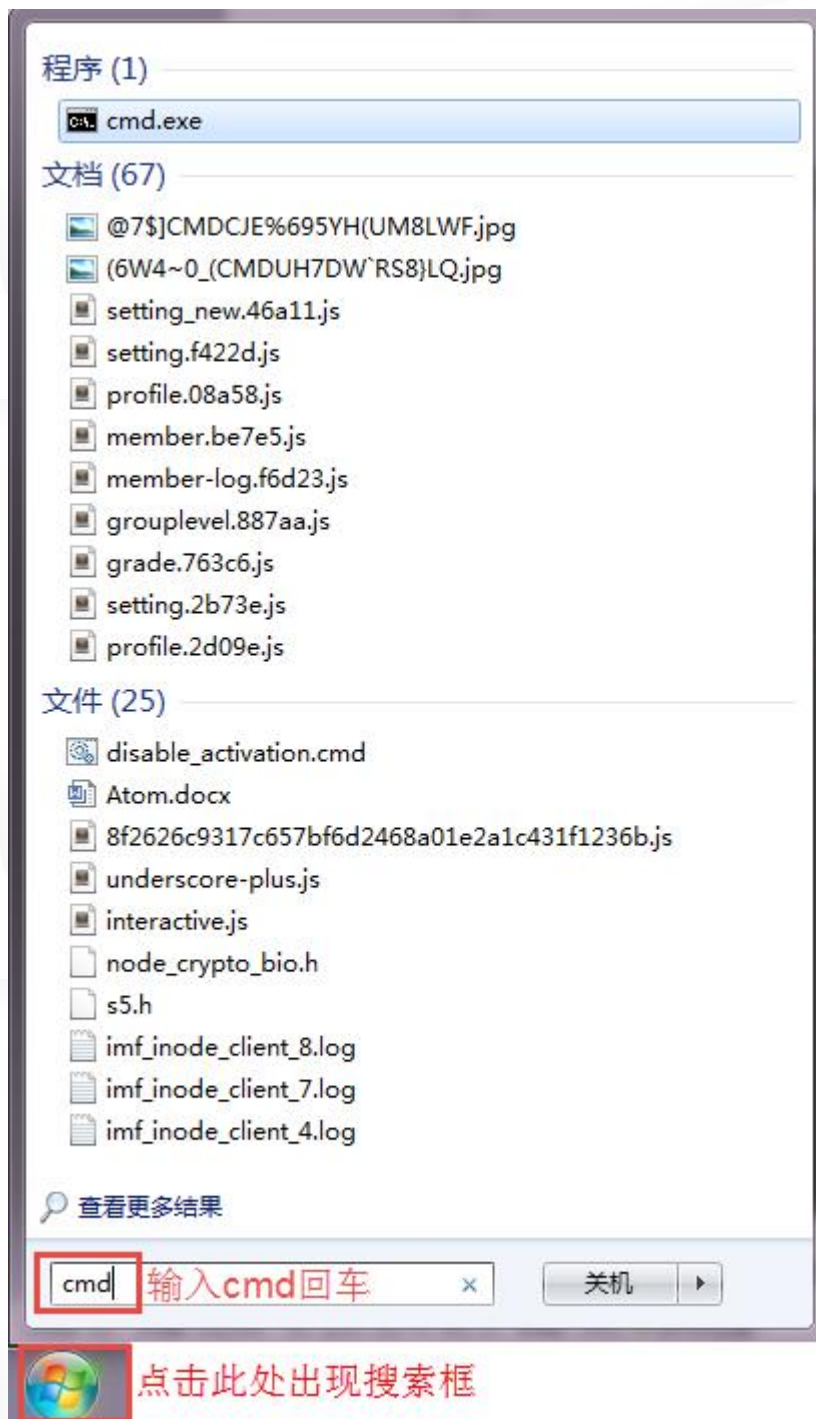 程序 (1)
cmd.exe
文档 (67)
@7$]CMDCJE%695YH(UM8LWF.jpg
(6W4~0_(CMDUH7DW`RS8}LQ.jpg
setting_new.46a11.js
setting.f422d.js
profile.08a58.js
member.be7e5.js
member-log.f6d23.js
grouplevel.887aa.js
grade.763c6.js
setting.2b73e.js
profile.2d09e.js
文件 (25)
disable_activation.cmd
Atom.docx
8f2626c9317c657bf6d2468a01e2a1c431f1236b.js
underscore-plus.js
interactive.js
node_crypto_bio.h
s5.h
imf_inode_client_8.log
imf_inode_client_7.log
imf_inode_client_4.log
查看更多结果
cmd 输入cmd回车 × 关机
点击此处出现搜索框